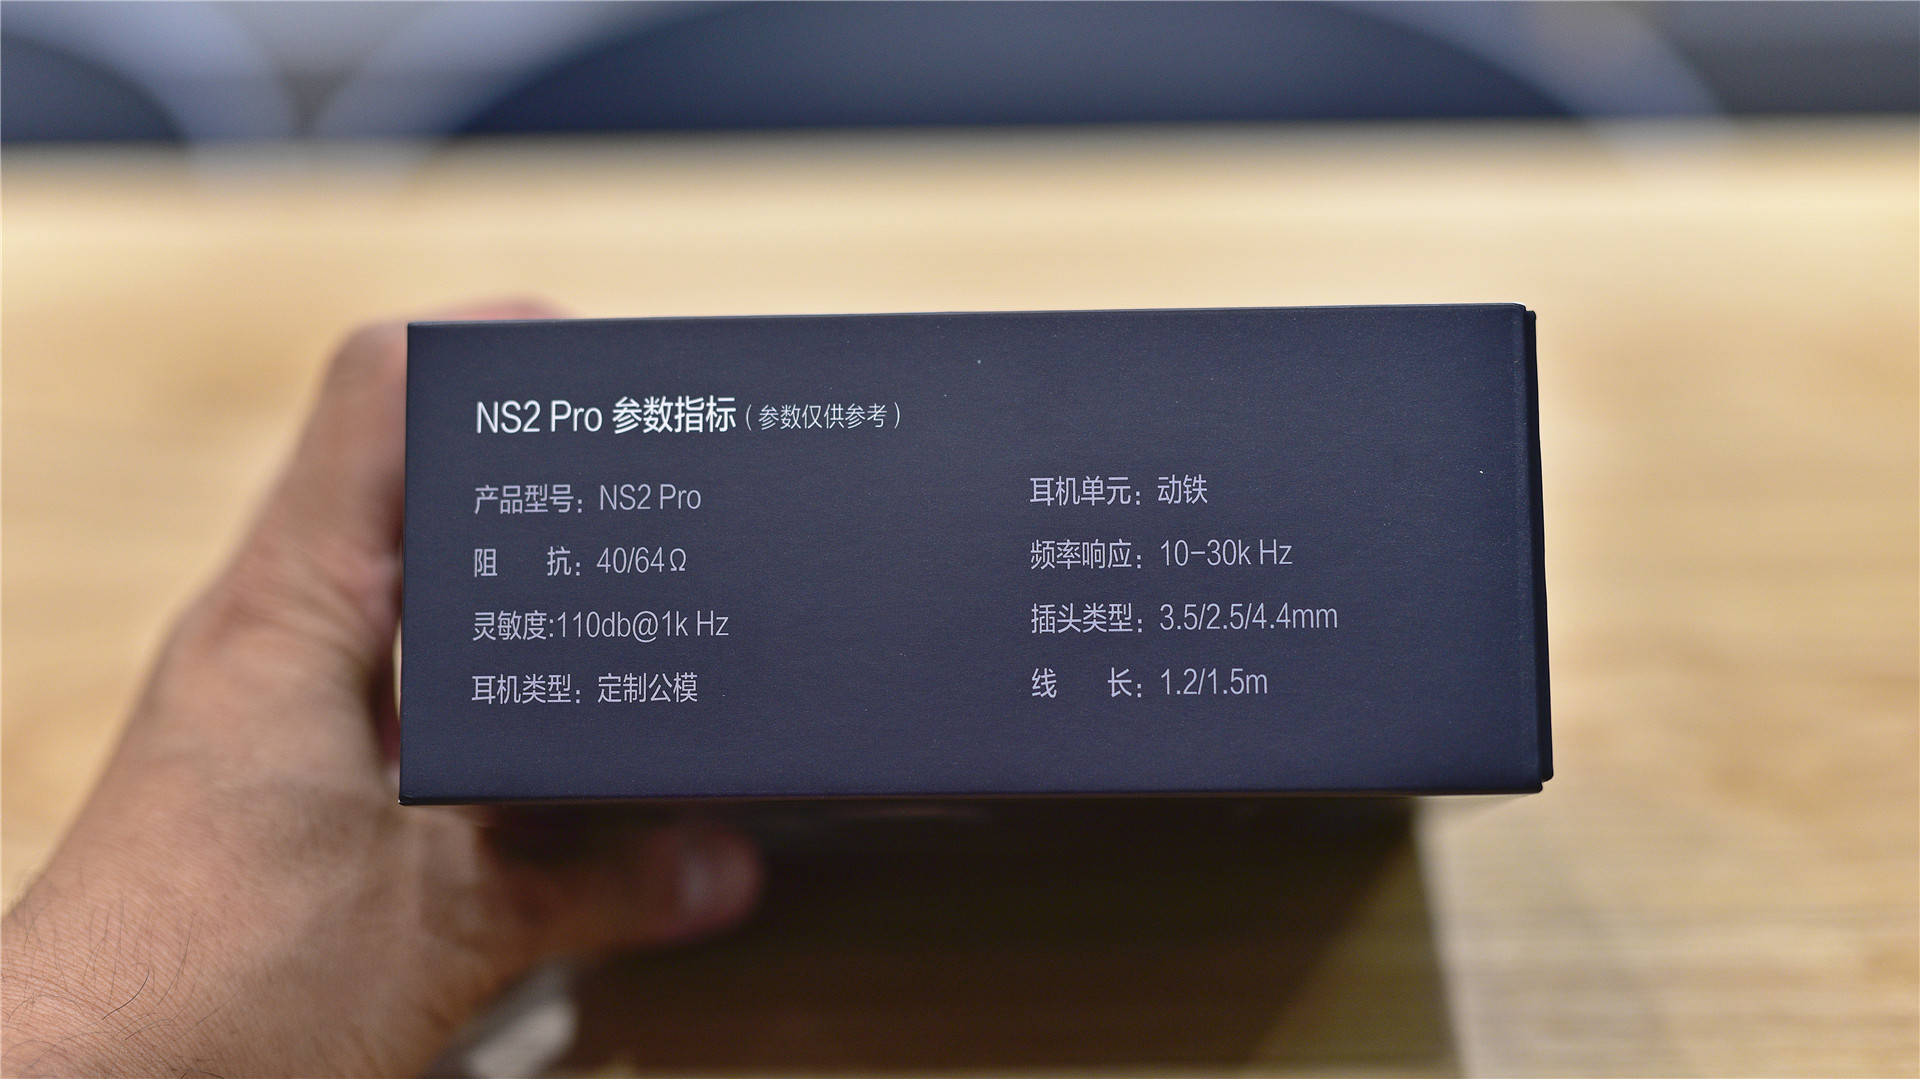 NS2 Pro 参数指标（参数仅供参考）
产品型号：NS2 Pro
阻 抗：40/64Ω
灵敏度:110db@1k Hz
耳机类型：定制公模
耳机单元：动铁
频率响应：10-30k Hz
插头类型：3.5/2.5/4.4mm
线 长：1.2/1.5m